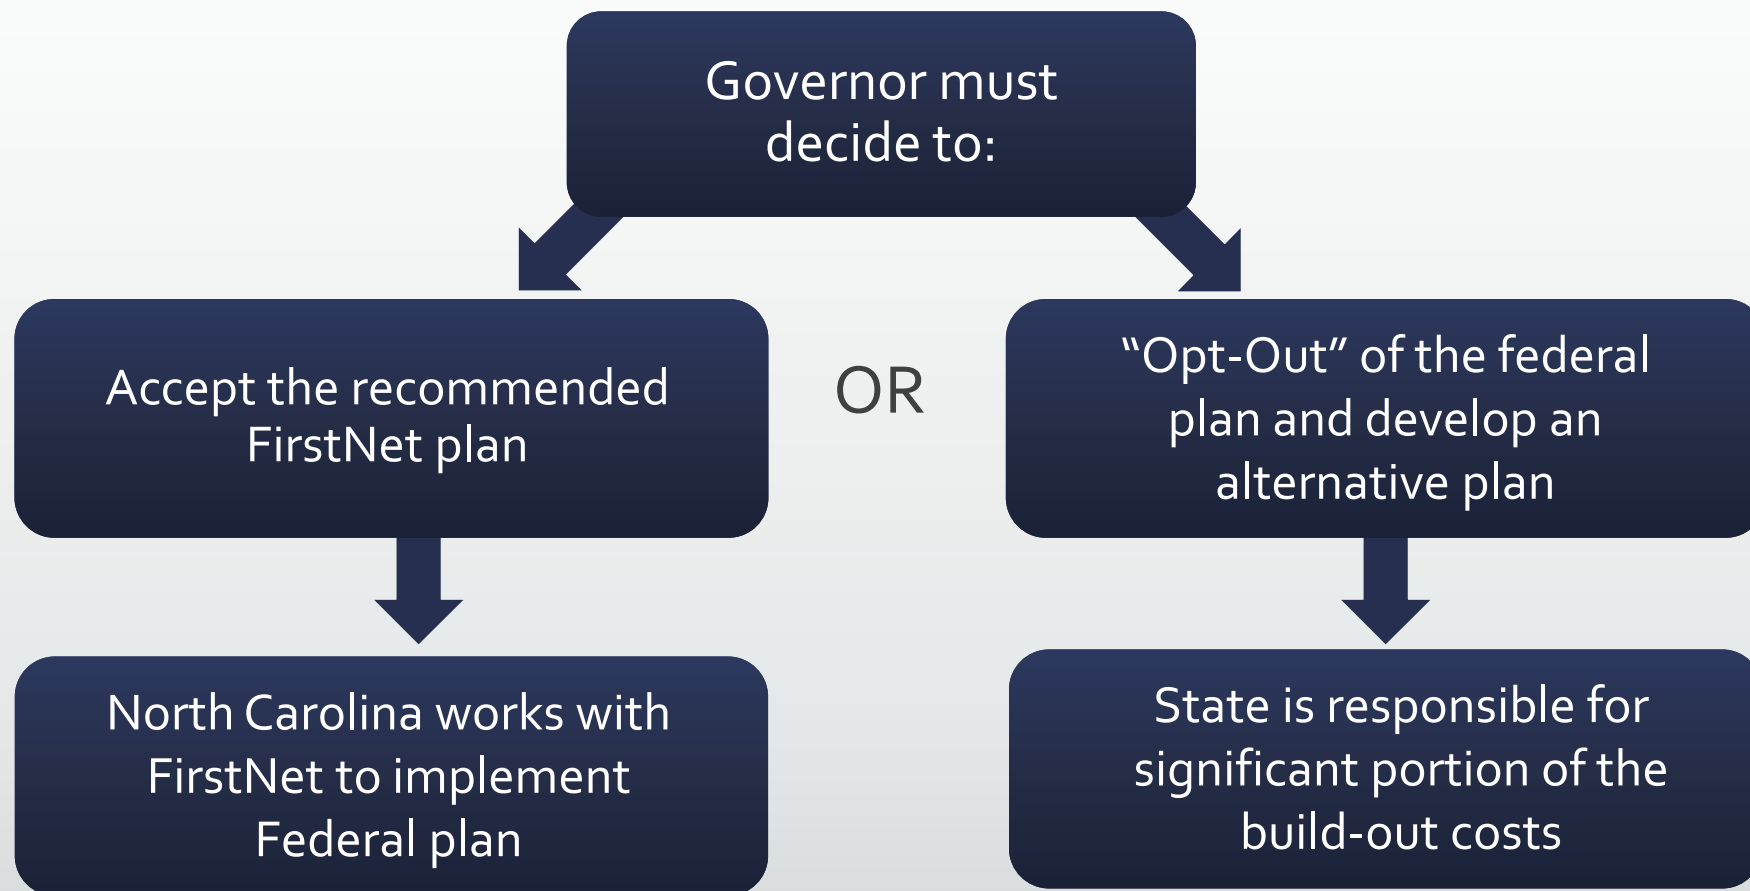 Governor must
decide to:
Accept the recommended
FirstNet plan
OR
“Opt-Out” of the federal
plan and develop an
alternative plan
North Carolina works with
FirstNet to implement
Federal plan
State is responsible for
significant portion of the
build-out costs